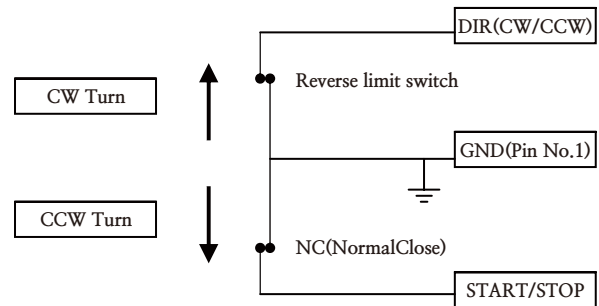 DIR(CW/CCW)
Reverse limit switch
CW Turn
GND(Pin No.1)
CCW Turn
NC(NormalClose)
START/STOP